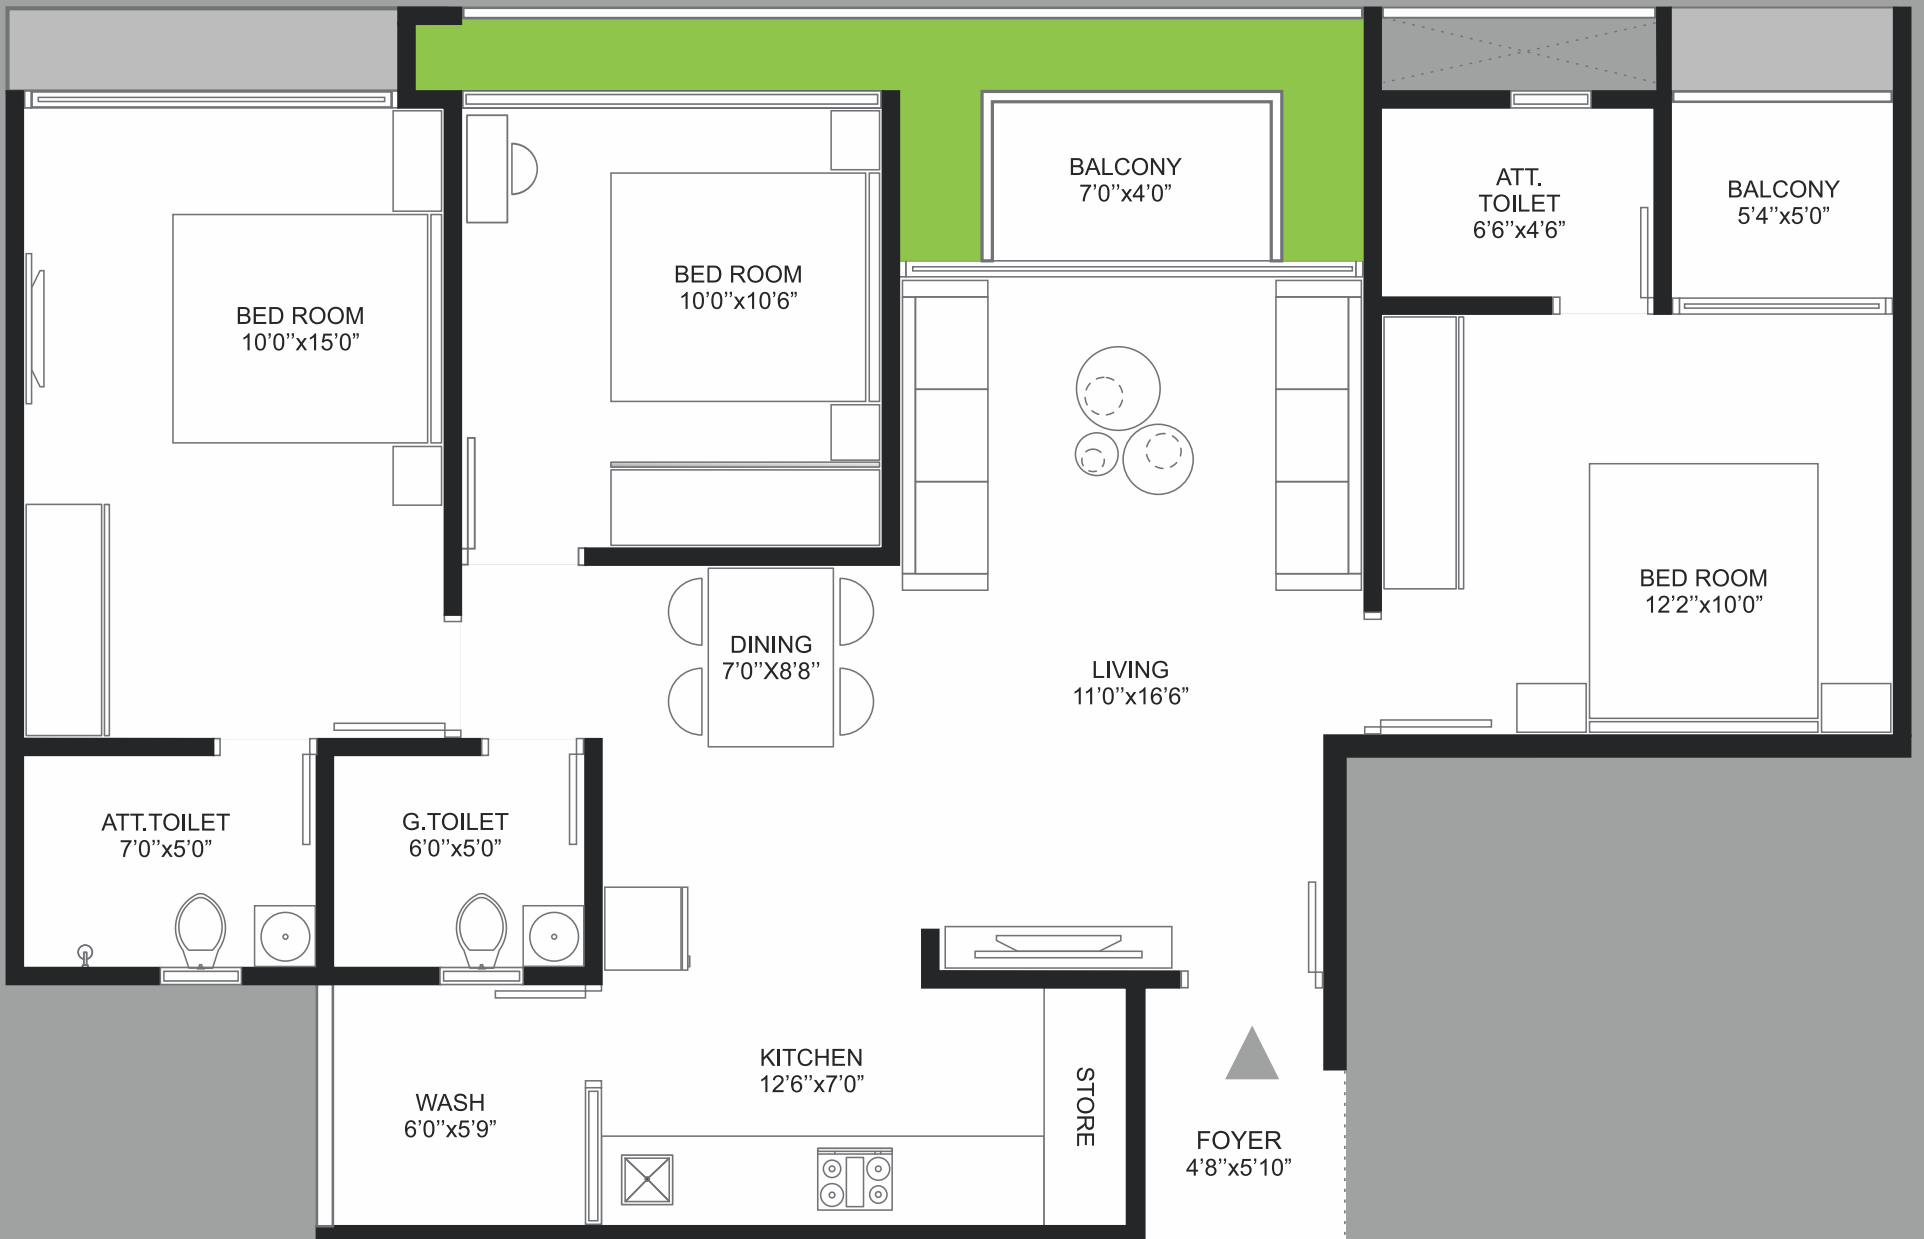 BALCONY
7'0''x4'0"
ATT.
TOILET
6'6''x4'6"
BALCONY
5'4''x5'0"
BED ROOM
10'0''x15'0"
BED ROOM
10'0''x10'6"
BED ROOM
12'2''x10'0"
DINING
7'0''X8'8''
LIVING
11'0''x16'6"
ATT.TOILET
7'0''x5'0"
G.TOILET
6'0''x5'0"
KITCHEN
12'6''x7'0"
WASH
6'0''x5'9"
STORE
FOYER
4'8''x5'10"